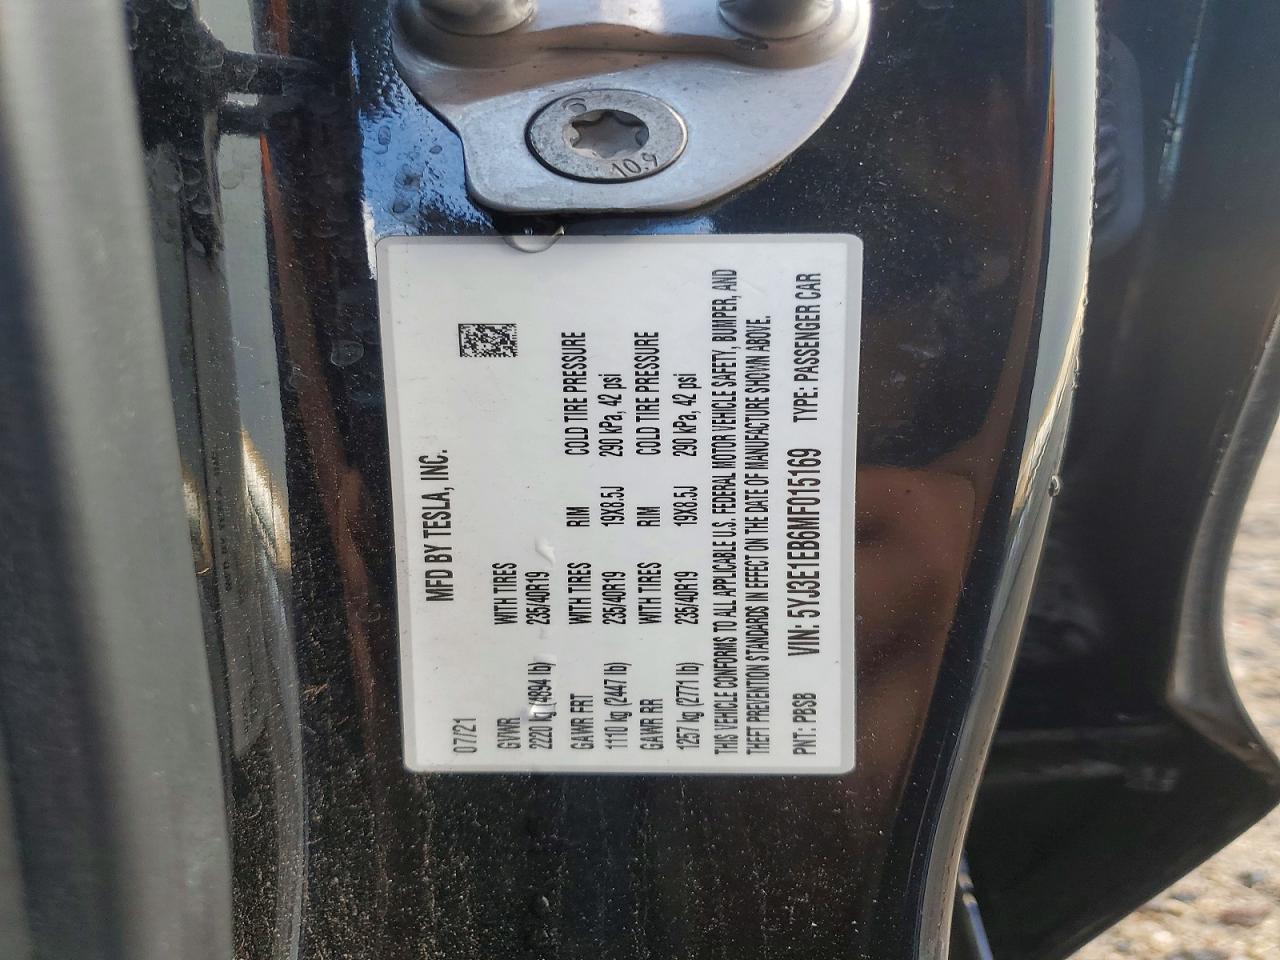 10.9
MFD BY TESLA, INC.
07/21
GVWR WITH TIRES
2220 kg (4894 lb) 235/40R19
GAWR FRT WITH TIRES RIM COLD TIRE PRESSURE
1110 kg (2447 lb) 235/40R19 19X8.5J 290 kPa, 42 psi
GAWR RR WITH TIRES RIM COLD TIRE PRESSURE
1257 kg (2771 lb) 235/40R19 19X8.5J 290 kPa, 42 psi
THIS VEHICLE CONFORMS TO ALL APPLICABLE U.S. FEDERAL MOTOR VEHICLE SAFETY, BUMPER, AND
THEFT PREVENTION STANDARDS IN EFFECT ON THE DATE OF MANUFACTURE SHOWN ABOVE.
PNT: PBSB VIN: 5YJ3E1EB6MF015169 TYPE: PASSENGER CAR